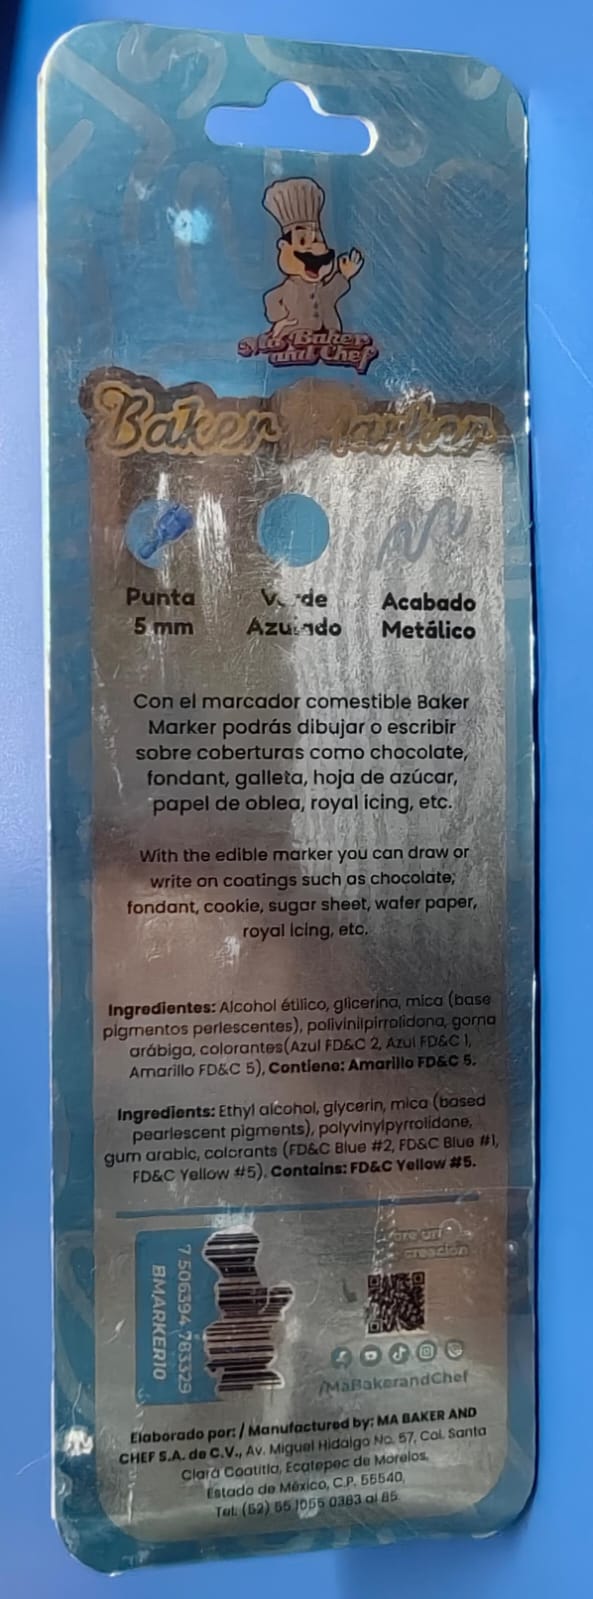 Ma Baker
and Chef
Baker Marker
Punta
5 mm
Verde
Azulado
Acabado
Metálico
Con el marcador comestible Baker
Marker podrás dibujar o escribir
sobre coberturas como chocolate,
fondant, galleta, hoja de azúcar,
papel de oblea, royal icing, etc.
With the edible marker you can draw or
write on coatings such as chocolate,
fondant, cookie, sugar sheet, wafer paper,
royal icing, etc.
Ingredientes: Alcohol étilico, glicerina, mica (base
pigmentos perlescentes), polivinilpirrolidona, goma
arábiga, colorantes(Azul FD&C 2, Azul FD&C 1,
Amarillo FD&C 5), Contiene: Amarillo FD&C 5.
Ingredients: Ethyl alcohol, glycerin, mica (based
pearlescent pigments), polyvinylpyrrolidone,
gum arabic, colorants (FD&C Blue #2, FD&C Blue #1,
FD&C Yellow #5). Contains: FD&C Yellow #5.
7 506394 783329
BMARKER10
creación
/MaBakerandChef
Elaborado por: / Manufactured by: MA BAKER AND
CHEF S.A. de C.V., Av. Miguel Hidalgo No. 57, Col. Santa
Clara Coatitla, Ecatepec de Morelos,
Estado de México, C.P. 55540,
Tel: (52) 55 1055 0383 al 85.